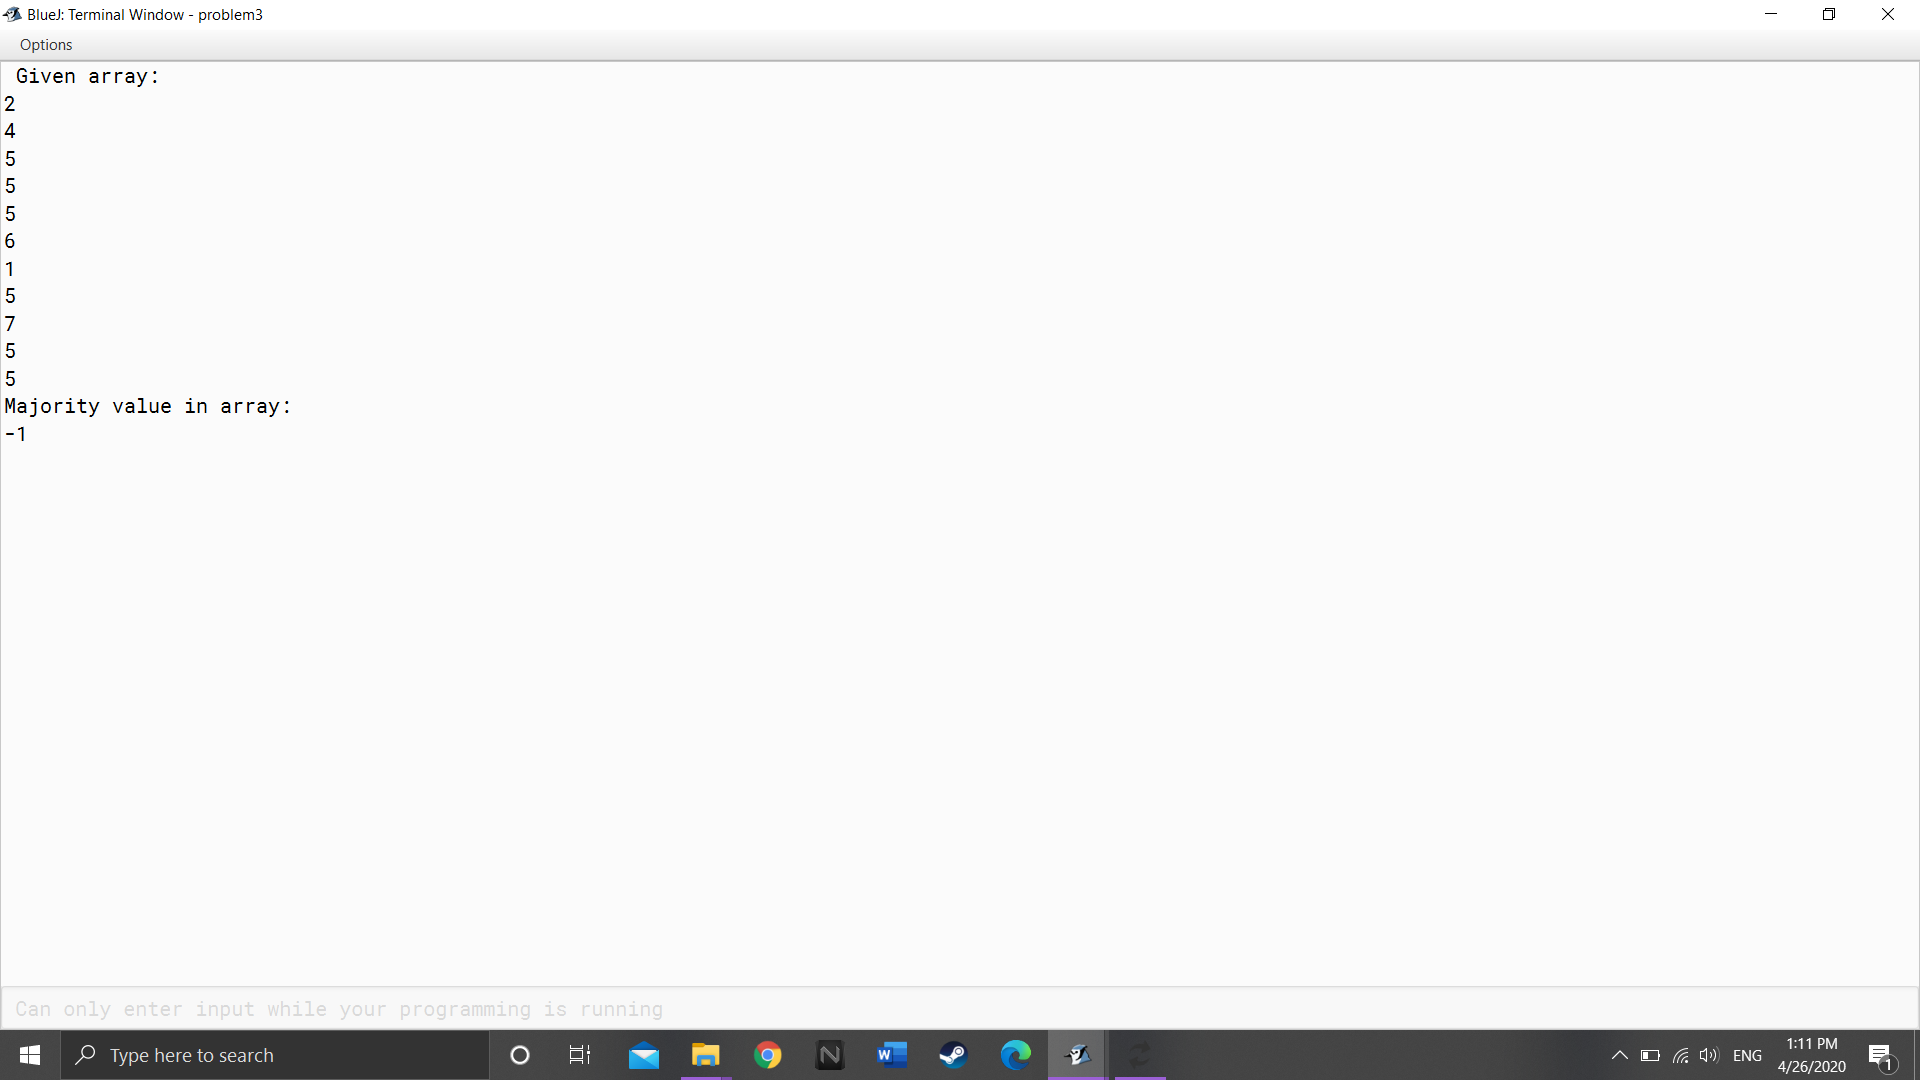 BlueJ: Terminal Window - problem3
Options
Given array:
2
4
5
5
5
6
1
5
7
5
5
Majority value in array:
-1
Can only enter input while your programming is running
Type here to search
N
W
ENG
1:11 PM
4/26/2020
1